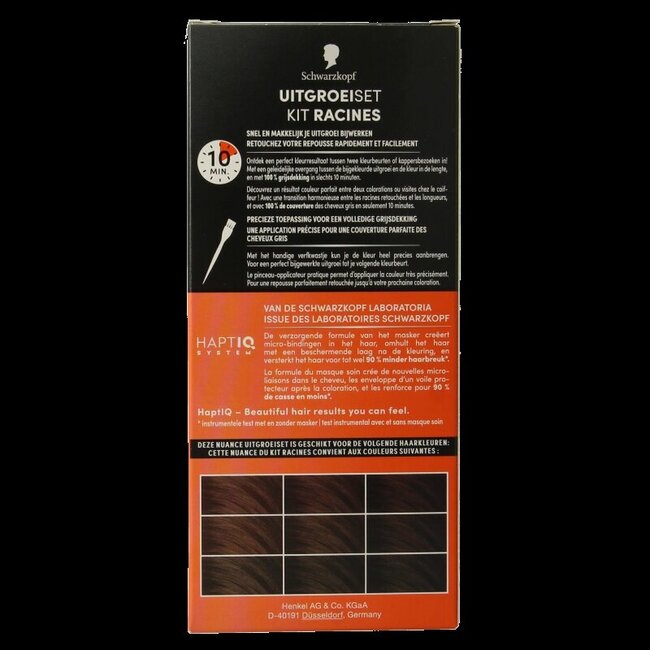 Schwarzkopf
UITGROEISET
KIT RACINES
SNEL EN MAKKELIJK JE UITGROEI BIJWERKEN
RETOUCHEZ VOTRE REPOUSSE RAPIDEMENT ET FACILEMENT
10
MIN.
Ontdek een perfect kleurresultaat tussen twee kleurbeurten of kappersbezoeken in!
Met een geleidelijke overgang tussen de bijgekleurde uitgroei en de kleur in de lengte,
en met 100% grijsdekking in slechts 10 minuten.
Découvrez un résultat couleur parfait entre deux colorations ou visites chez le coif-
feur ! Avec une transition harmonieuse entre les racines retouchées et les longueurs,
et avec 100 % de couverture des cheveux gris en seulement 10 minutes.
PRECIEZE TOEPASSING VOOR EEN VOLLEDIGE GRIJSDEKKING
UNE APPLICATION PRÉCISE POUR UNE COUVERTURE PARFAITE DES
CHEVEUX GRIS
Met het handige verfkwastje kun je de kleur heel precies aanbrengen.
Voor een perfect bijgewerkte uitgroei tot je volgende kleurbeurt.
Le pinceau-applicateur pratique permet d'appliquer la couleur très précisément.
Pour une repousse parfaitement retouchée jusqu'à votre prochaine coloration.
VAN DE SCHWARZKOPF LABORATORIA
ISSUE DES LABORATOIRES SCHWARZKOPF
HAPTIQ
SYSTEM
De verzorgende formule van het masker creëert
micro-bindingen in het haar, omhult het haar
met een beschermende laag na de kleuring, en
versterkt het haar voor tot wel 90 % minder haarbreuk*.
La formule du masque soin crée de nouvelles micro-
liaisons dans le cheveu, les enveloppe d'un voile pro-
tecteur après la coloration, et les renforce pour 90 %
de casse en moins*.
HaptIQ – Beautiful hair results you can feel.
* instrumentele test met en zonder masker | test instrumental avec et sans masque soin
DEZE NUANCE UITGROEISET IS GESCHIKT VOOR DE VOLGENDE HAARKLEUREN:
CETTE NUANCE DU KIT RACINES CONVIENT AUX COULEURS SUIVANTES :
Henkel AG & Co. KGaA
D-40191 Düsseldorf, Germany